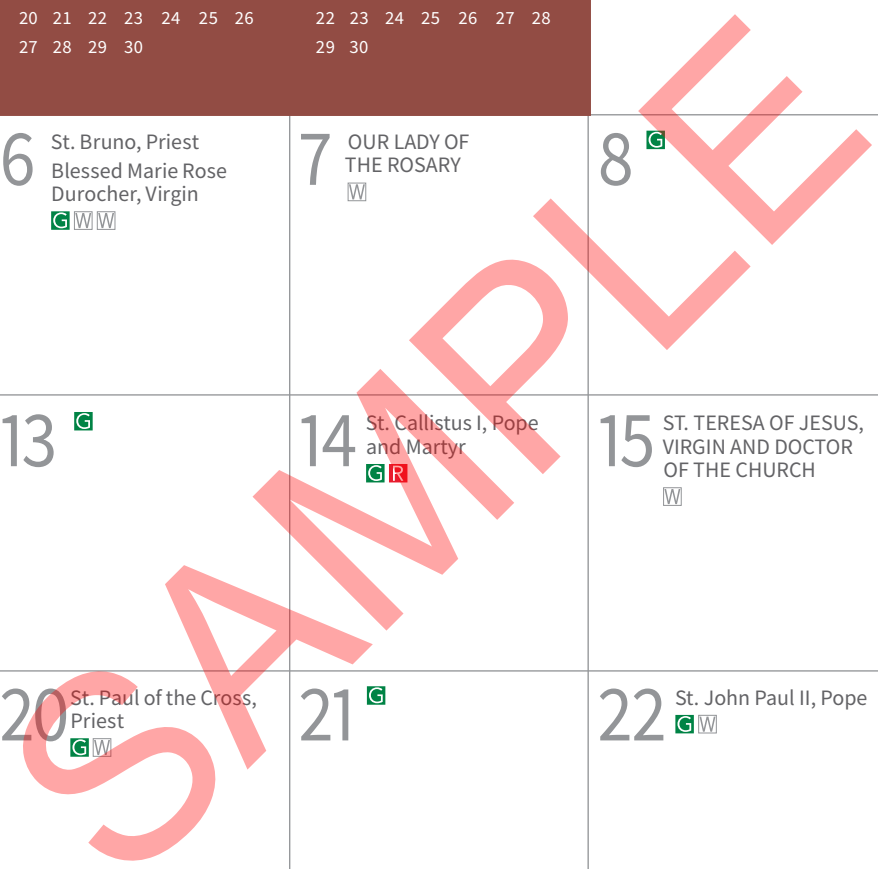 20 21 22 23 24 25 26 22 23 24 25 26 27 28
27 28 29 30 29 30
6 St. Bruno, Priest
Blessed Marie Rose
Durocher, Virgin
G W W
7 OUR LADY OF
THE ROSARY
W
8 G
13 G
14 St. Callistus I, Pope
and Martyr
G R
15 ST. TERESA OF JESUS,
VIRGIN AND DOCTOR
OF THE CHURCH
W
20 St. Paul of the Cross,
Priest
G W
21 G
22 St. John Paul II, Pope
G W
SAMPLE